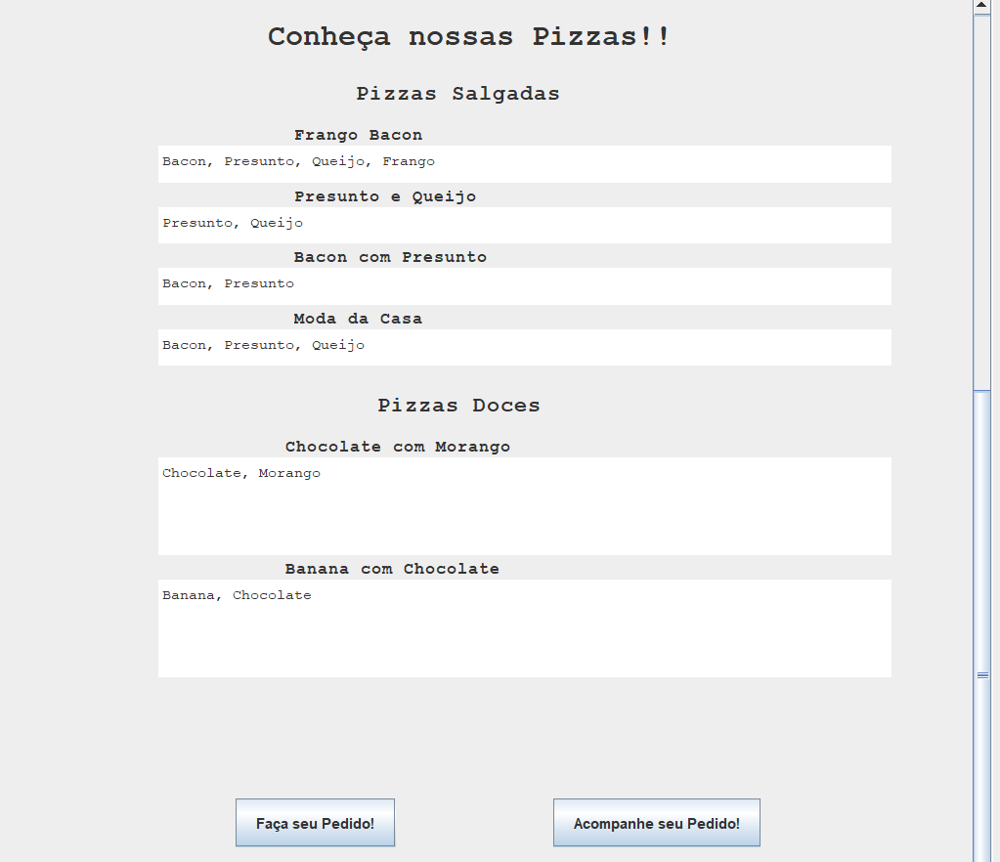 Conheça nossas Pizzas!!
Pizzas Salgadas
Frango Bacon
Bacon, Presunto, Queijo, Frango
Presunto e Queijo
Presunto, Queijo
Bacon com Presunto
Bacon, Presunto
Moda da Casa
Bacon, Presunto, Queijo
Pizzas Doces
Chocolate com Morango
Chocolate, Morango
Banana com Chocolate
Banana, Chocolate
Faça seu Pedido!
Acompanhe seu Pedido!